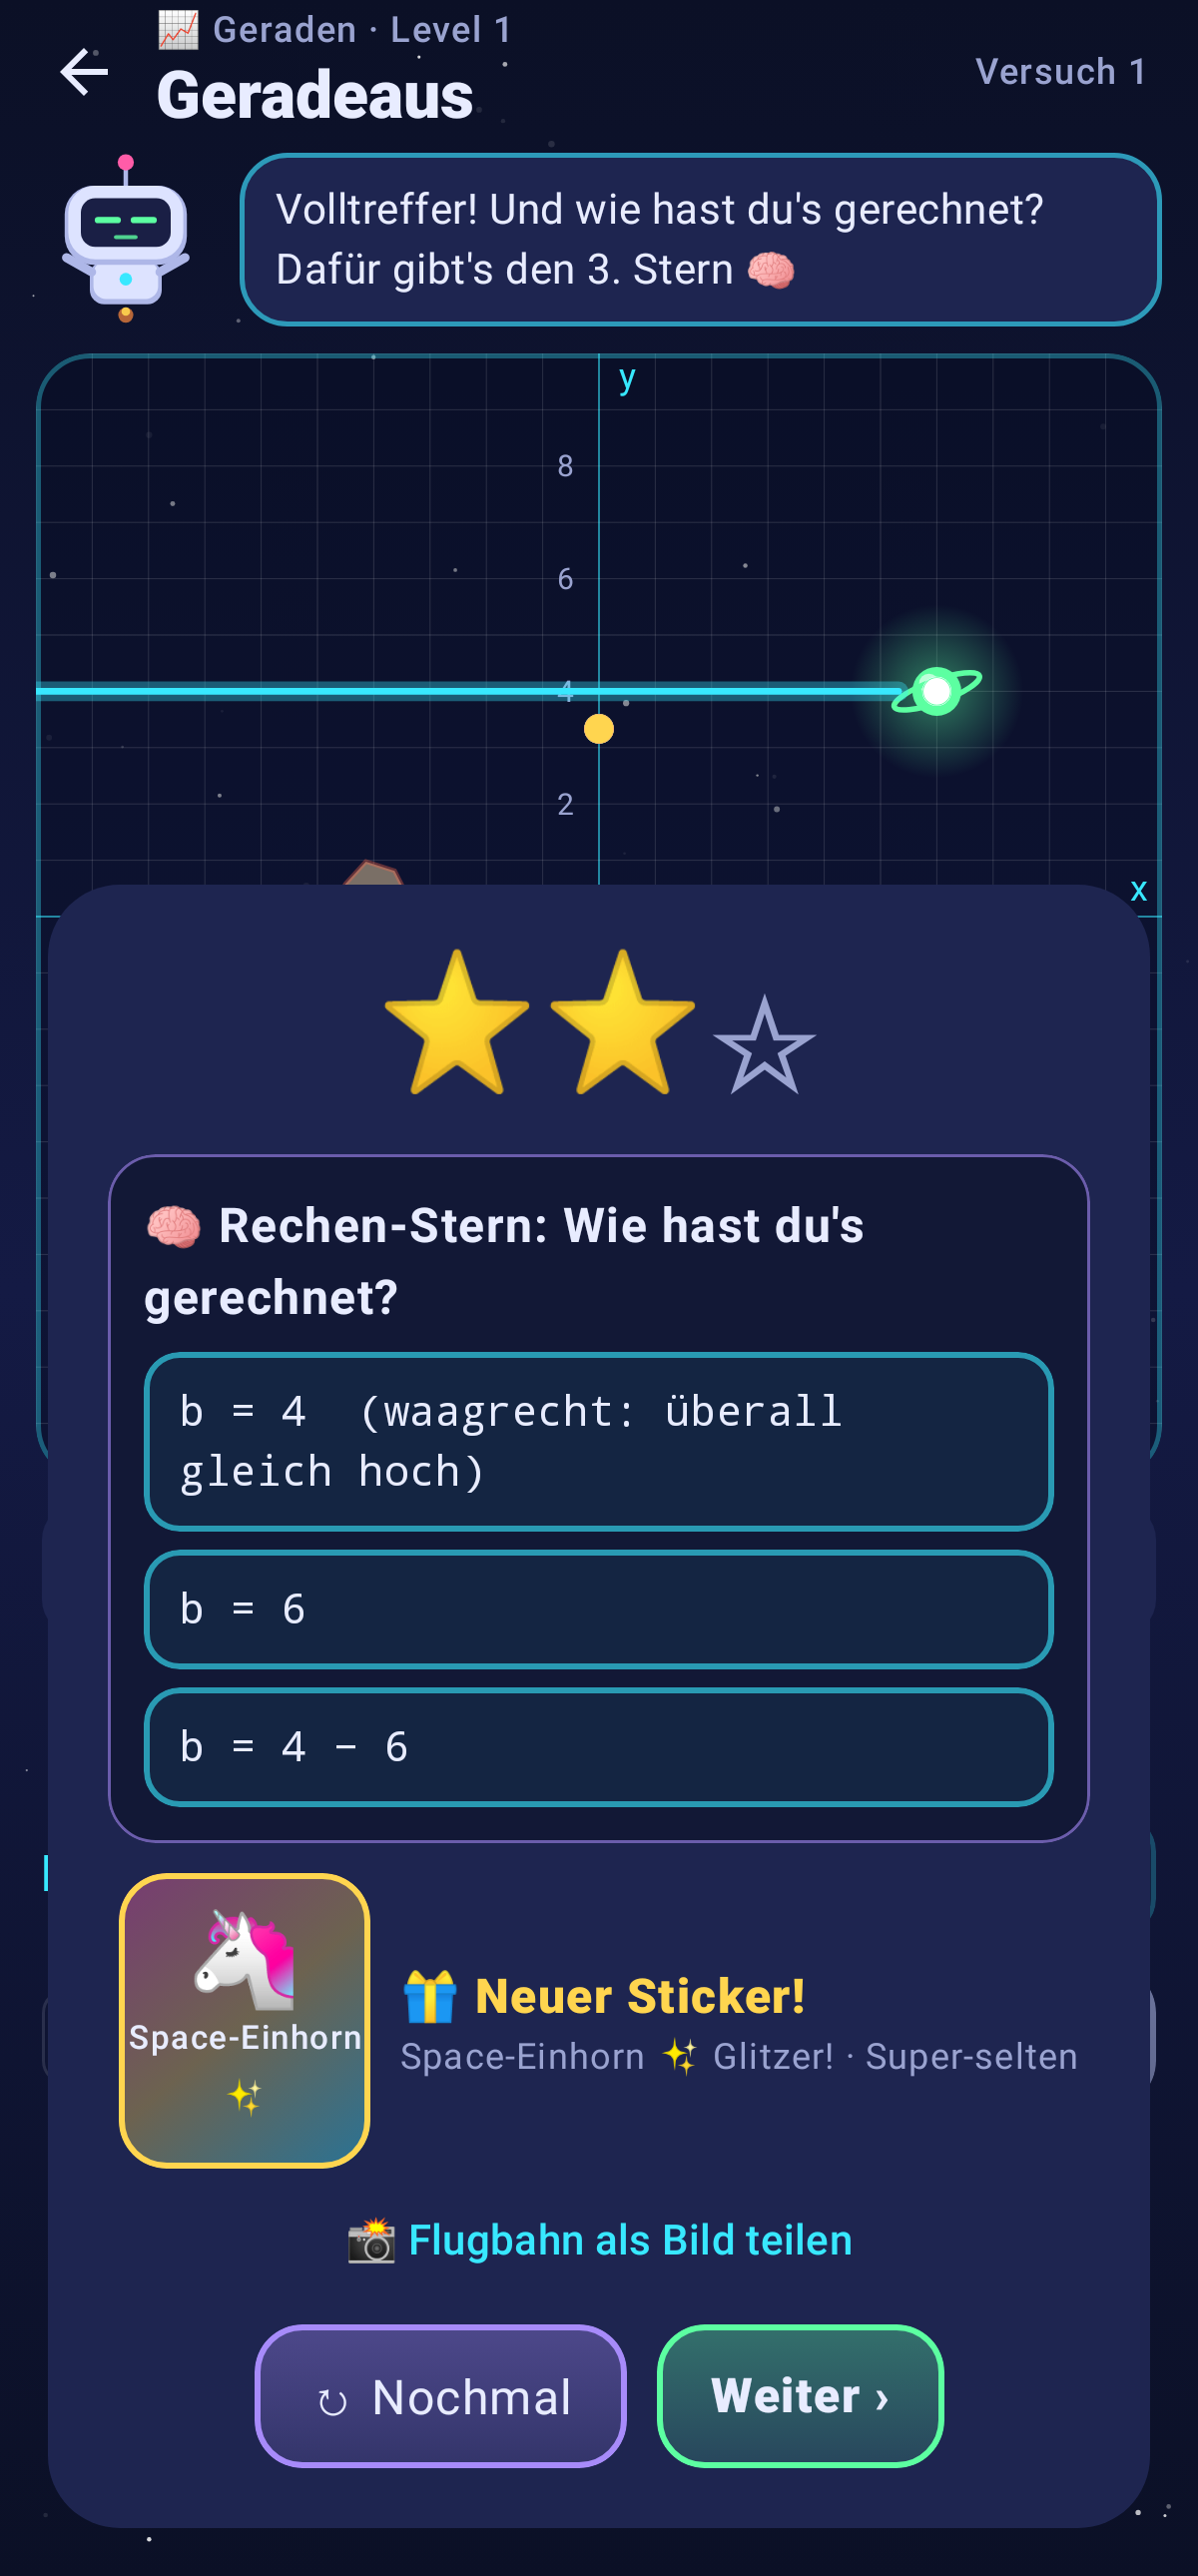 📈 Geraden · Level 1
Geradeaus
Versuch 1
Volltreffer! Und wie hast du's gerechnet?
Dafür gibt's den 3. Stern 🧠
y
8
6
4
2
x
🧠 Rechen-Stern: Wie hast du's
gerechnet?
b = 4  (waagrecht: überall
gleich hoch)
b = 6
b = 4 − 6
Space-Einhorn
✨
🎁 Neuer Sticker!
Space-Einhorn ✨ Glitzer! · Super-selten
📸 Flugbahn als Bild teilen
↻ Nochmal
Weiter ›